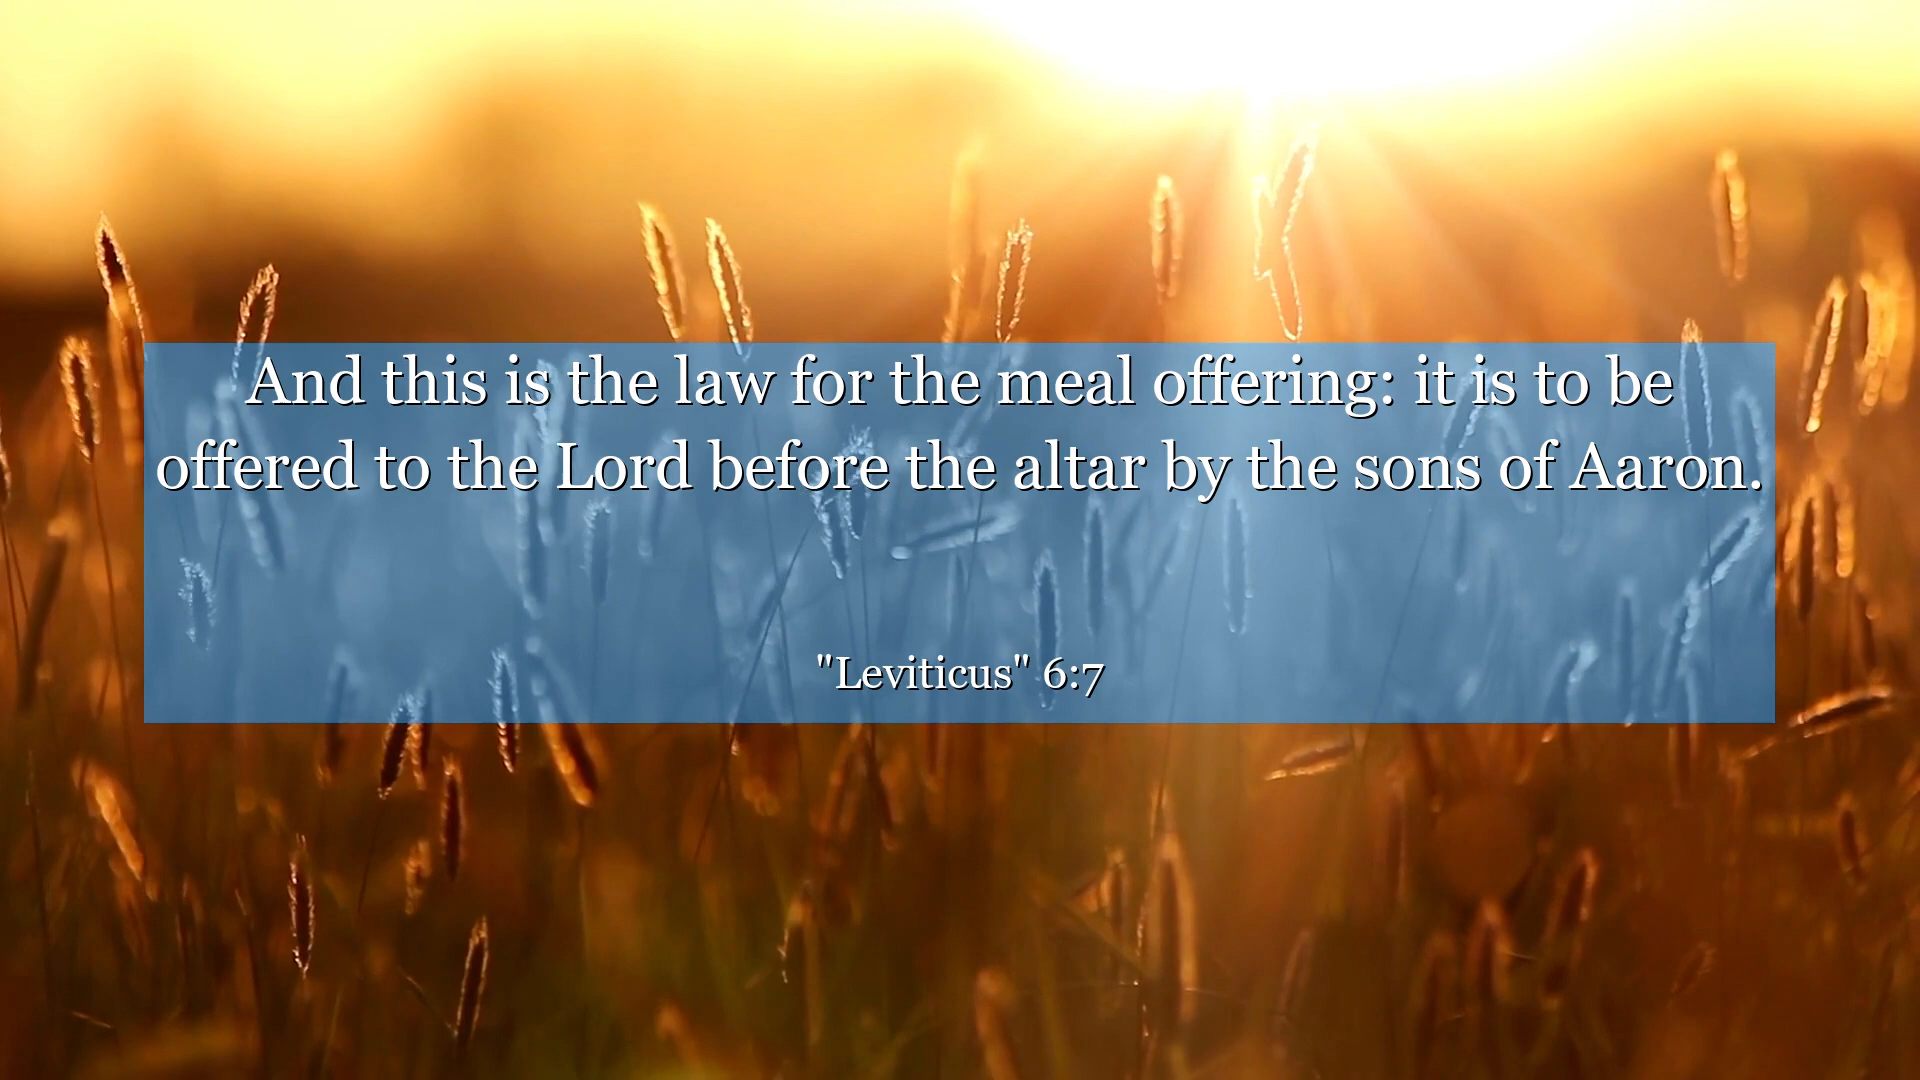 And this is the law for the meal offering: it is to be
offered to the Lord before the altar by the sons of Aaron.
"Leviticus" 6:7